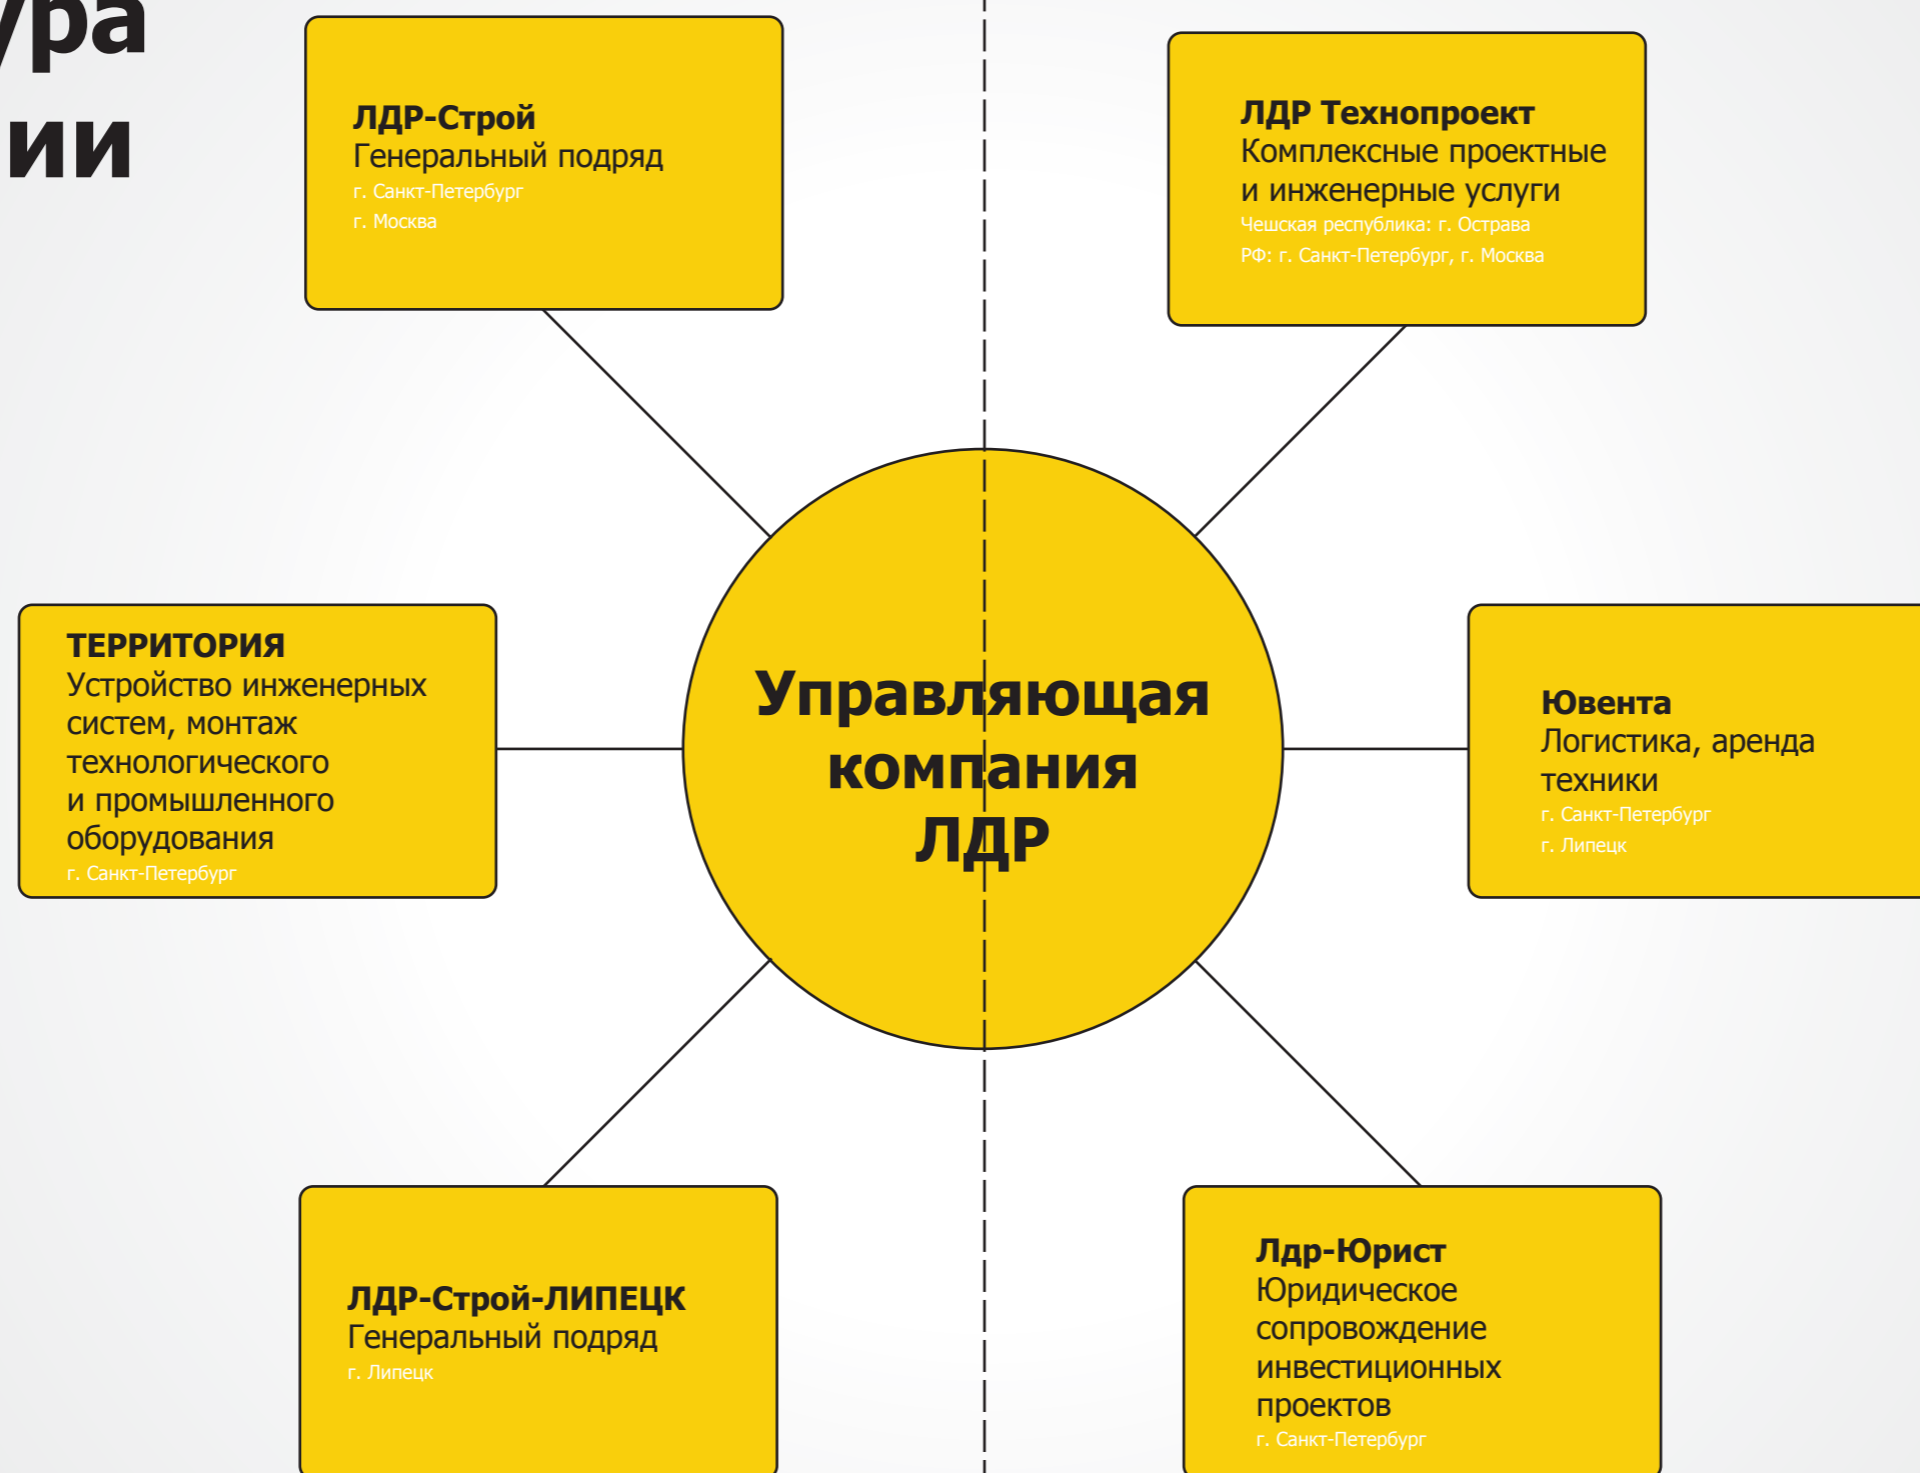 ура
ии
ЛДР-Строй
Генеральный подряд
г. Санкт-Петербург
г. Москва
ЛДР Технопроект
Комплексные проектные
и инженерные услуги
Чешская республика: г. Острава
РФ: г. Санкт-Петербург, г. Москва
ТЕРРИТОРИЯ
Устройство инженерных
систем, монтаж
технологического
и промышленного
оборудования
г. Санкт-Петербург
Управляющая
компания
ЛДР
Ювента
Логистика, аренда
техники
г. Санкт-Петербург
г. Липецк
ЛДР-Строй-ЛИПЕЦК
Генеральный подряд
г. Липецк
Лдр-Юрист
Юридическое
сопровождение
инвестиционных
проектов
г. Санкт-Петербург